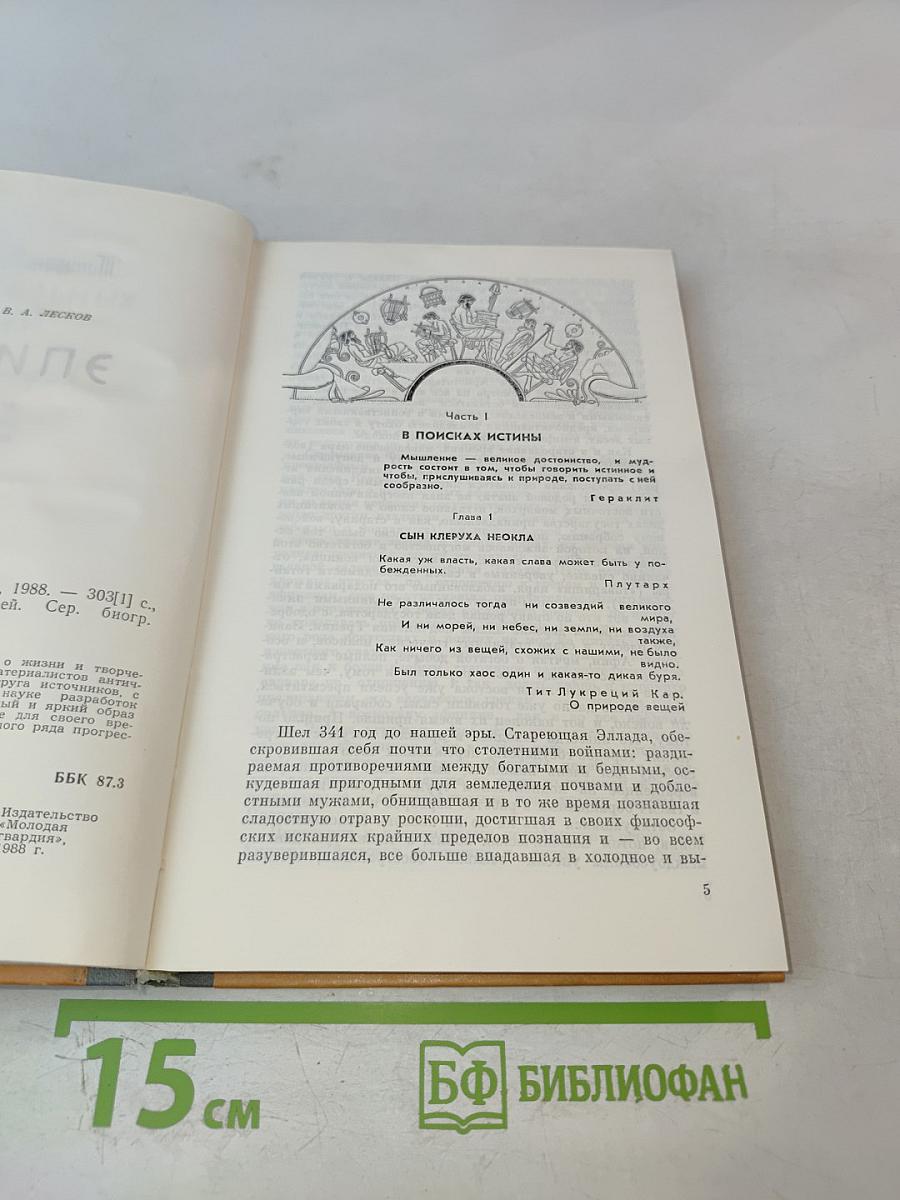 В. А. ЛЕСКОВ
, 1988. — 303[1] с.,
ей. Сер. биогр.
о жизни и творче-
атериалистов антич-
руга источников, с
науке разработок
ный и яркий образ
е для своего вре-
ного ряда прогрес-
ББК 87.3
Издательство
«Молодая
гвардия»,
1988 г.
Часть I
В ПОИСКАХ ИСТИНЫ
Мышление — великое достоинство, и муд-
рость состоит в том, чтобы говорить истинное и
чтобы, прислушиваясь к природе, поступать с ней
сообразно.
Гераклит
Глава 1
СЫН КЛЕРУХА НЕОКЛА
Какая уж власть, какая слава может быть у по-
бежденных.
Плутарх
Не различалось тогда ни созвездий великого
мира,
И ни морей, ни небес, ни земли, ни воздуха
также,
Как ничего из вещей, схожих с нашими, не было
видно.
Был только хаос один и какая-то дикая буря.
Тит Лукреций Кар.
О природе вещей
Шел 341 год до нашей эры. Стареющая Эллада, обе-
скровившая себя почти что столетними войнами: разди-
раемая противоречиями между богатыми и бедными, ос-
кудевшая пригодными для земледелия почвами и добле-
стными мужами, обнищавшая и в то же время познавшая
сладостную отраву роскоши, достигшая в своих философ-
ских исканиях крайних пределов познания и — во всем
разуверившаяся, все больше впадавшая в холодное и вы-
5
15 см
БФ БИБЛИОФАН